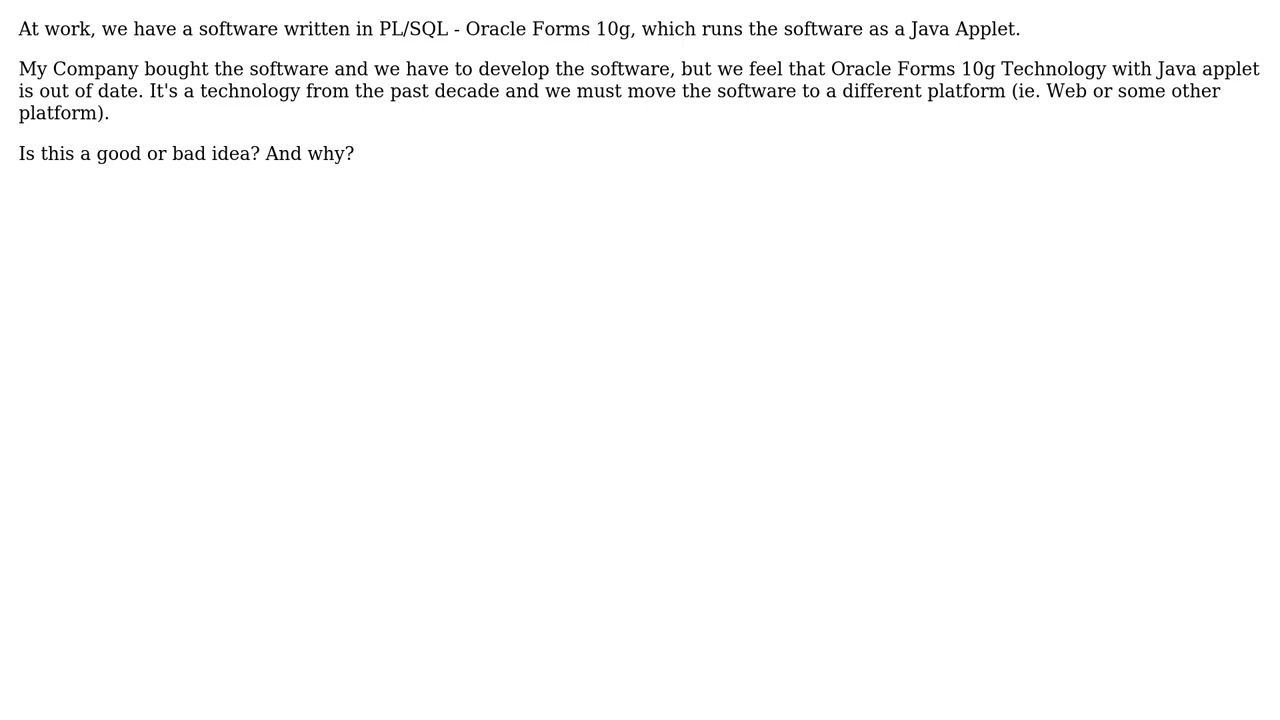 At work, we have a software written in PL/SQL - Oracle Forms 10g, which runs the software as a Java Applet.
My Company bought the software and we have to develop the software, but we feel that Oracle Forms 10g Technology with Java applet
is out of date. It's a technology from the past decade and we must move the software to a different platform (ie. Web or some other
platform).
Is this a good or bad idea? And why?